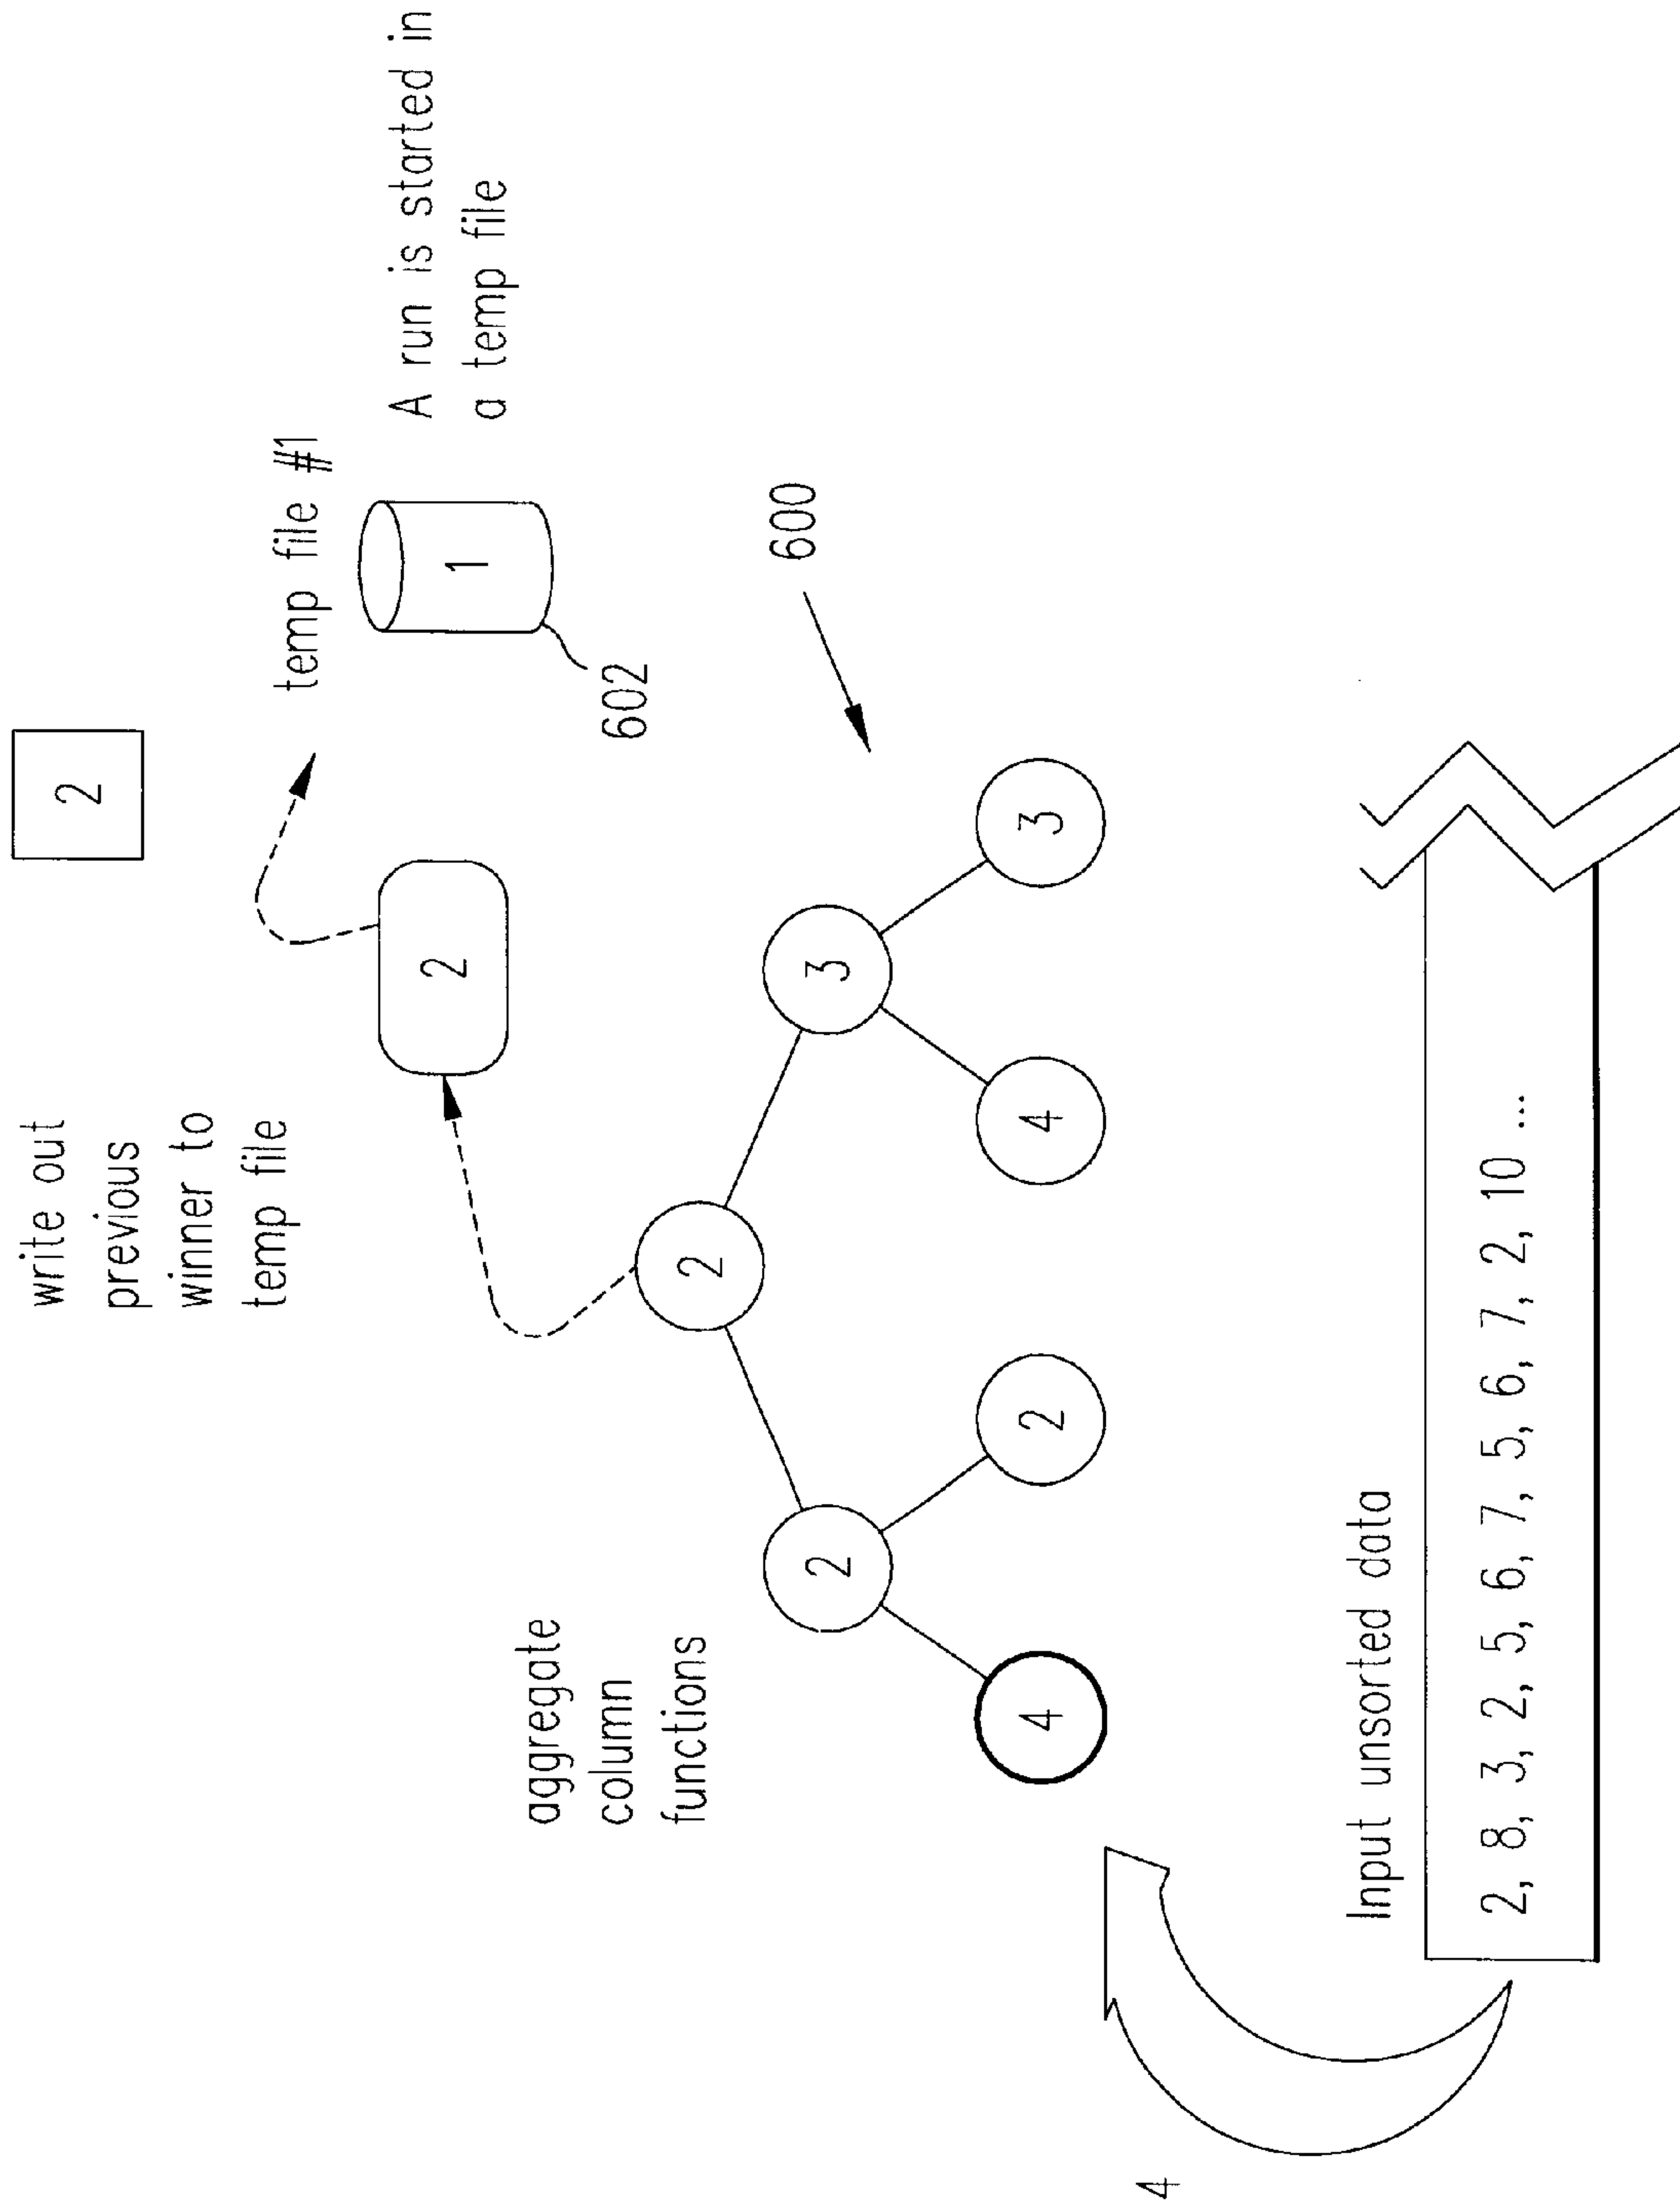 2
write out
previous
winner to
temp file
temp file #1
A run is started in
a temp file
1
602
2
600
aggregate
column
functions
2
2
3
4
2
4
3
Input unsorted data
2, 8, 3, 2, 5, 6, 7, 5, 6, 7, 2, 10 ...
4